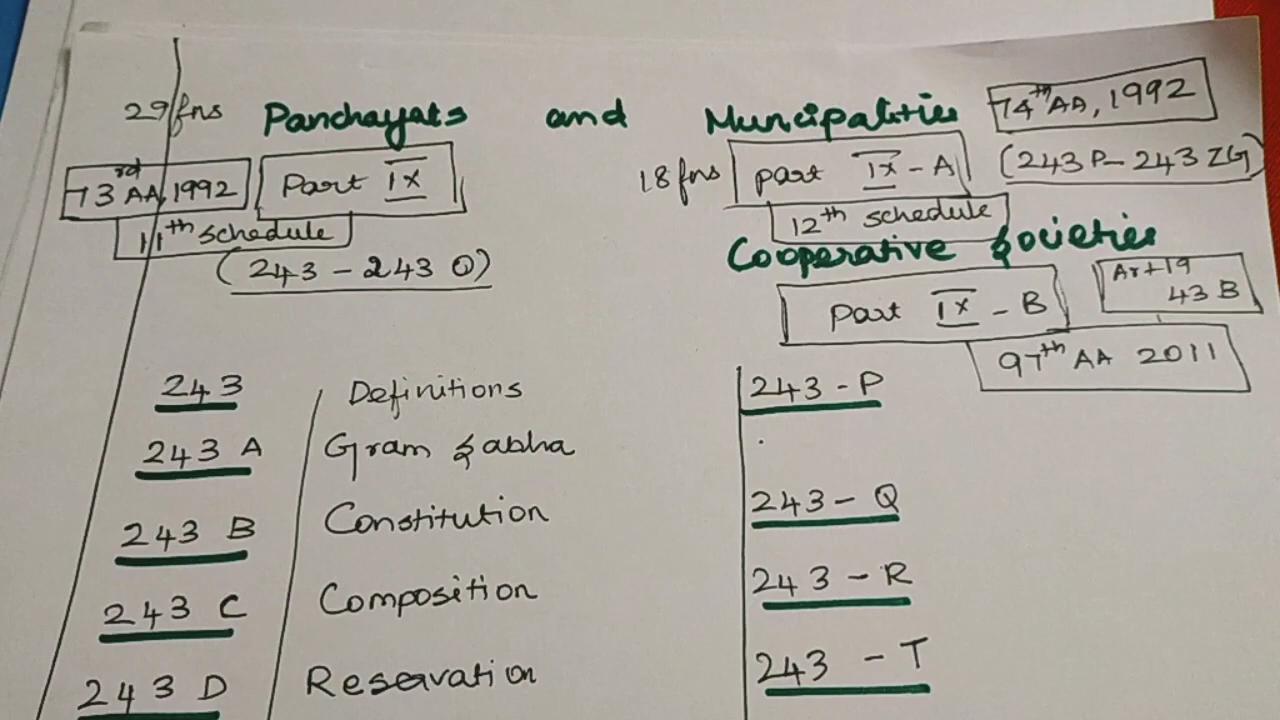 29 fns Panchayats and Muncipalities 74th AA, 1992
73rd AA, 1992 Part IX 18 fns part IX - A (243 P - 243 ZG)
11th schedule 12th schedule
(243 - 243 O) Cooperative Societies
Part IX - B Art 19 43 B
97th AA 2011
243 Definitions 243 - P
243 A Gram Sabha
243 B Constitution 243 - Q
243 C Composition 243 - R
243 D Reservation 243 - T